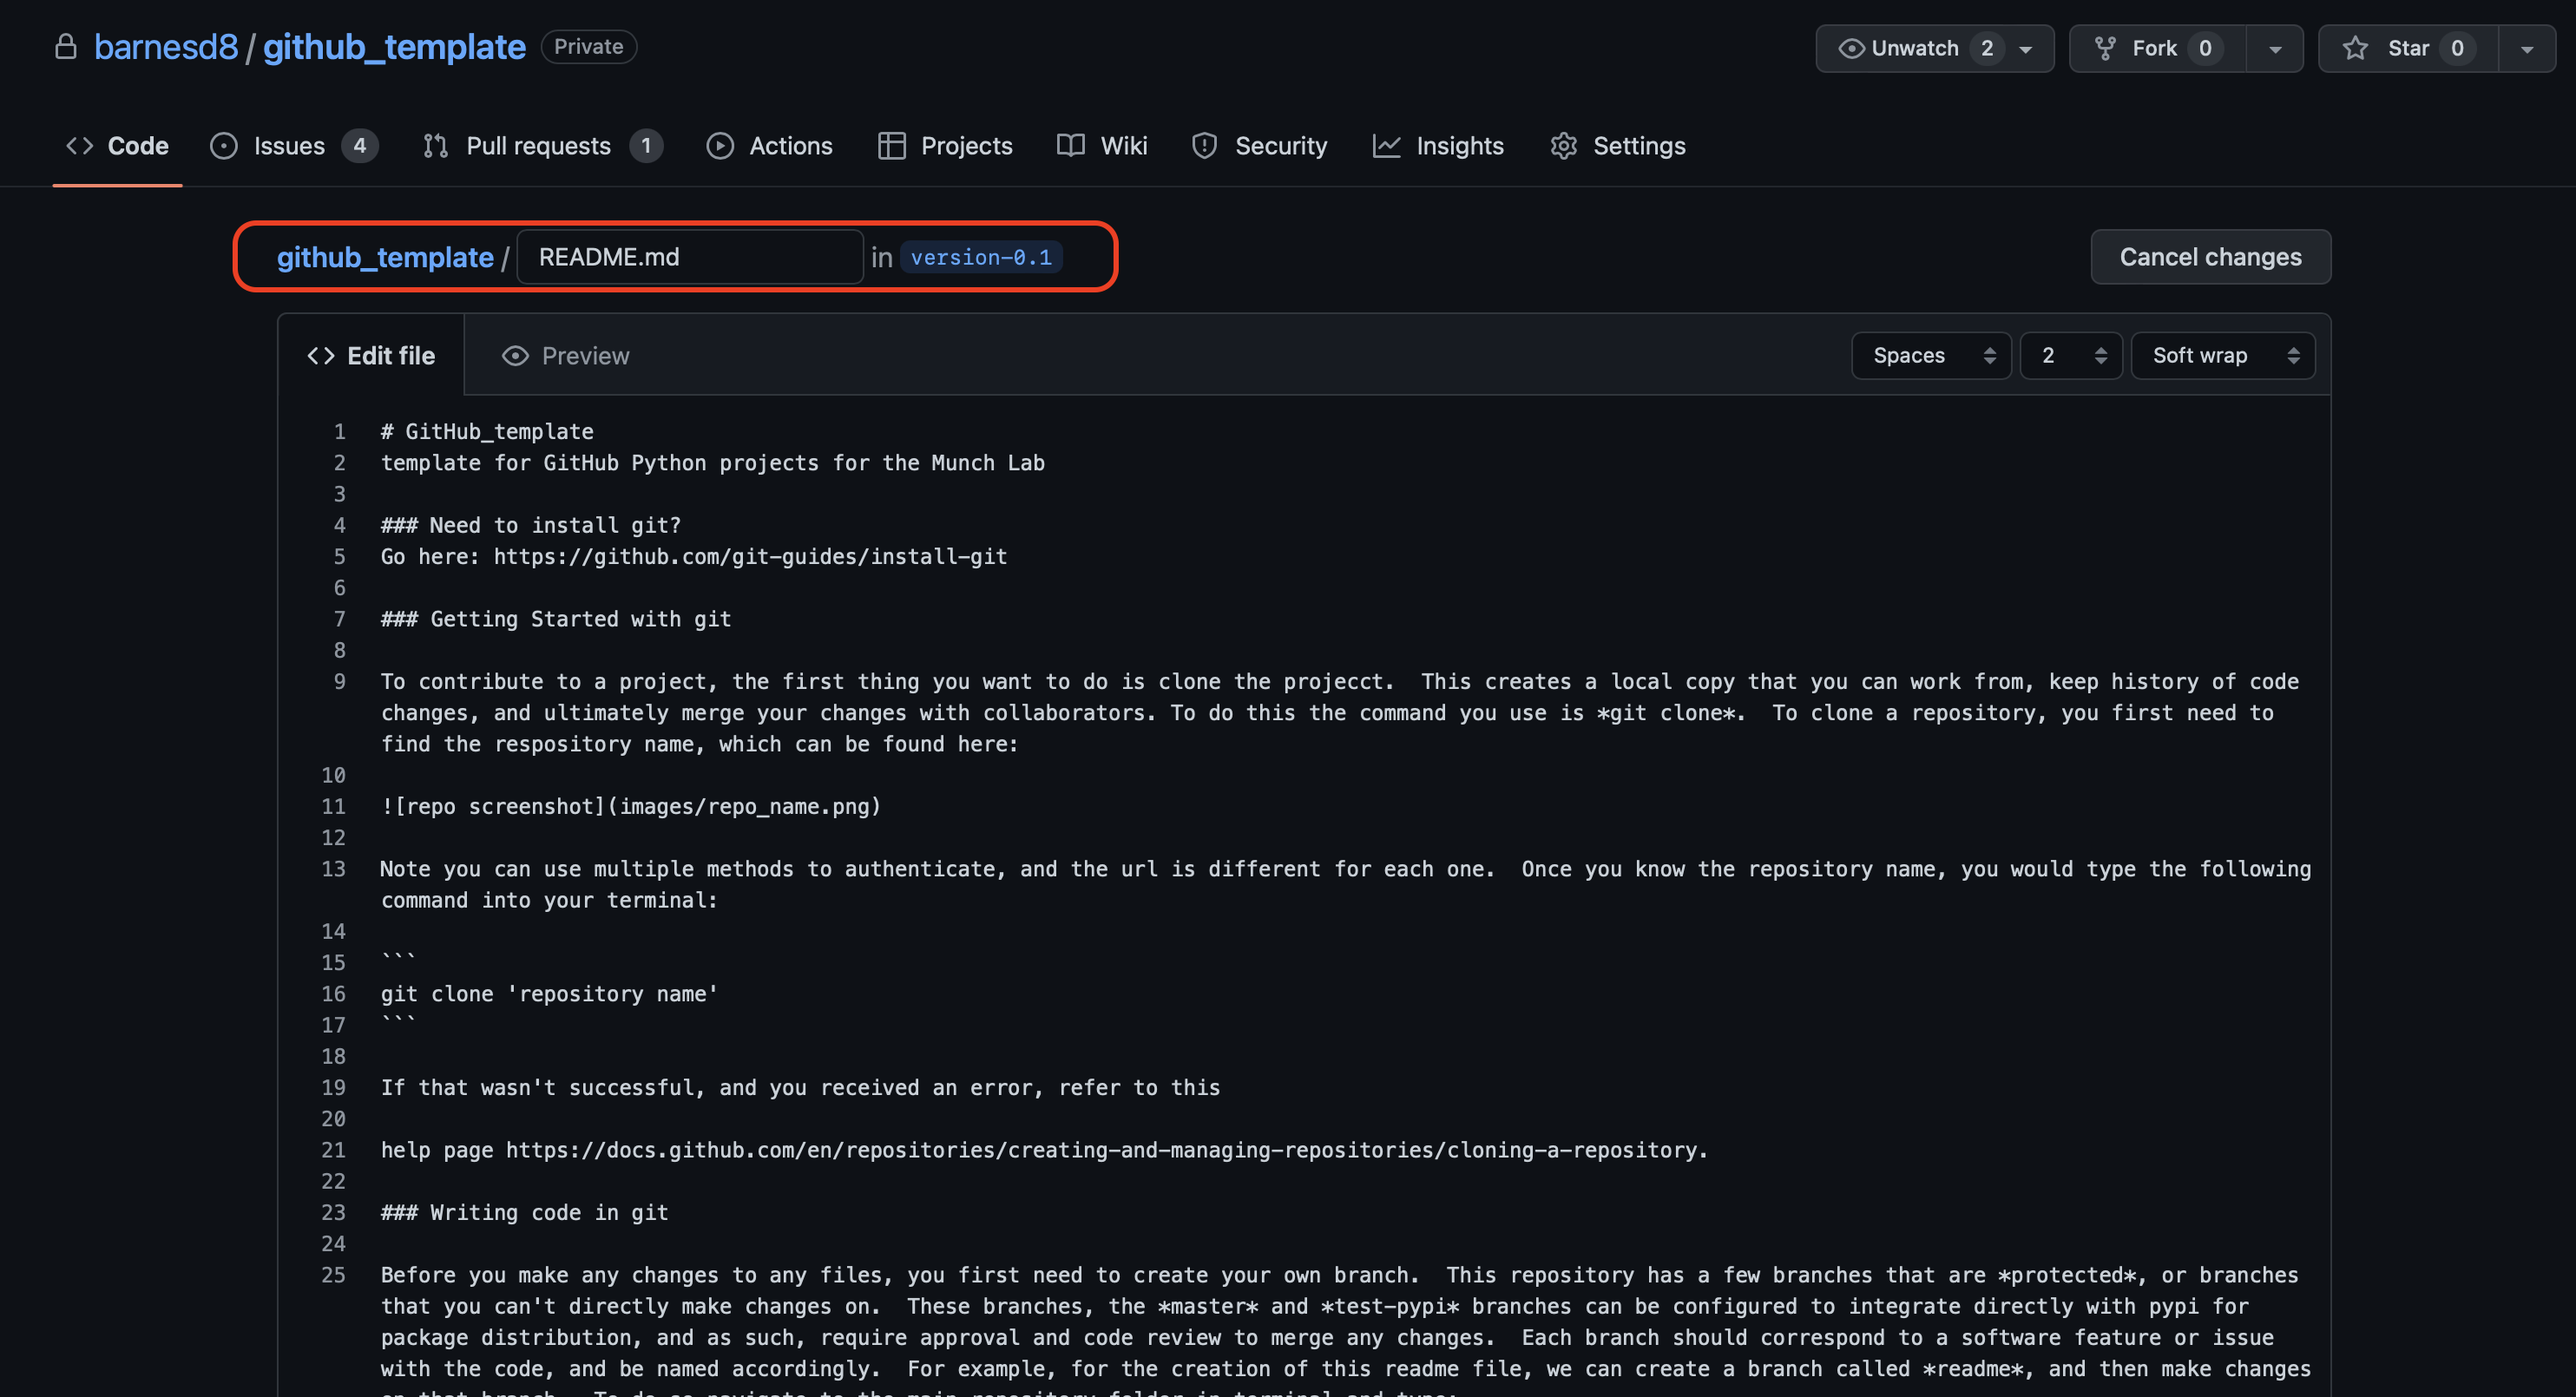 barnesd8 / github_template Private Unwatch 2 Fork 0 Star 0
Code Issues 4 Pull requests 1 Actions Projects Wiki Security Insights Settings
github_template / README.md in version-0.1 Cancel changes
Edit file Preview Spaces 2 Soft wrap
1 # GitHub_template
2 template for GitHub Python projects for the Munch Lab
3
4 ### Need to install git?
5 Go here: https://github.com/git-guides/install-git
6
7 ### Getting Started with git
8
9 To contribute to a project, the first thing you want to do is clone the projecct.  This creates a local copy that you can work from, keep history of code
changes, and ultimately merge your changes with collaborators. To do this the command you use is *git clone*.  To clone a repository, you first need to
find the respository name, which can be found here:
10
11 ![repo screenshot](images/repo_name.png)
12
13 Note you can use multiple methods to authenticate, and the url is different for each one.  Once you know the repository name, you would type the following
command into your terminal:
14
15 ```
16 git clone 'repository name'
17 ```
18
19 If that wasn't successful, and you received an error, refer to this
20
21 help page https://docs.github.com/en/repositories/creating-and-managing-repositories/cloning-a-repository.
22
23 ### Writing code in git
24
25 Before you make any changes to any files, you first need to create your own branch.  This repository has a few branches that are *protected*, or branches
that you can't directly make changes on.  These branches, the *master* and *test-pypi* branches can be configured to integrate directly with pypi for
package distribution, and as such, require approval and code review to merge any changes.  Each branch should correspond to a software feature or issue
with the code, and be named accordingly.  For example, for the creation of this readme file, we can create a branch called *readme*, and then make changes
on that branch.  To do so navigate to the main repository folder in terminal and type: